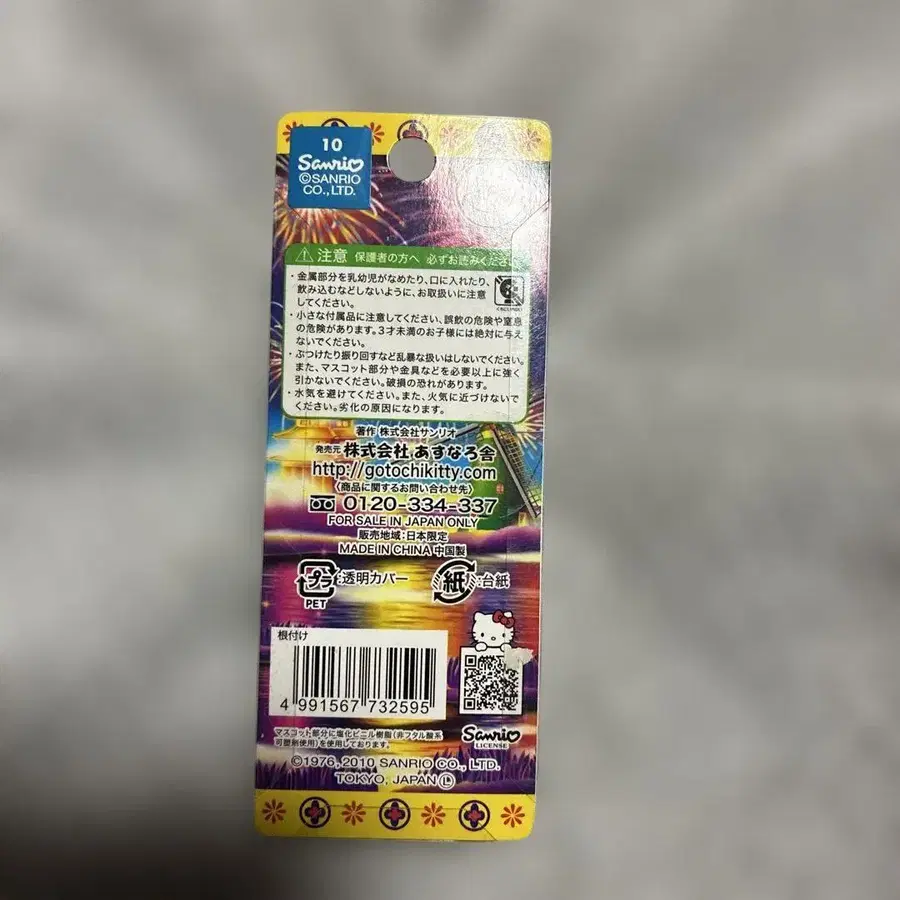 10
Sanrio
©SANRIO
CO.,LTD.
注意 保護者の方へ 必ずお読みください
・金属部分を乳幼児がなめたり、口に入れたり、
飲み込むなどしないように、お取扱いに注意
してください。
・小さな付属品に注意してください、誤飲の危険や窒息
の危険があります。3才未満のお子様には絶対に与え
ないでください。
・ぶつけたり振り回すなど乱暴な扱いはしないでください。
また、マスコット部分や金具などを必要以上に強く
引かないでください。破損の恐れがあります。
・水気を避けてください。また、火気に近づけないで
ください。劣化の原因になります。
著作 株式会社サンリオ
発売元 株式会社 あすなろ舎
http://gotochikitty.com
〈商品に関するお問い合わせ先〉
0120-334-337
FOR SALE IN JAPAN ONLY
販売地域:日本限定
MADE IN CHINA 中国製
プラ :透明カバー
PET
紙 :台紙
根付け
4 991567 732595
マスコット部分に塩化ビニル樹脂(非フタル酸系
可塑剤使用)を使用しております。
Sanrio
LICENSE
©1976, 2010 SANRIO CO., LTD.
TOKYO, JAPAN Ⓛ